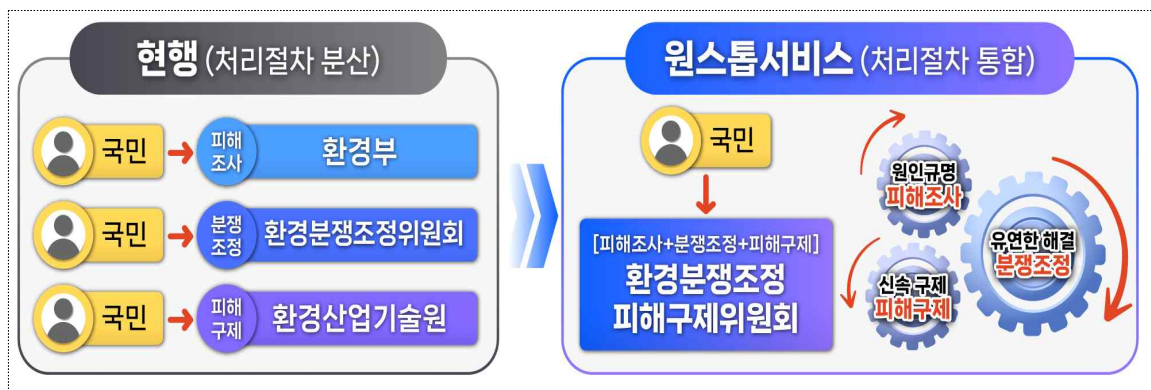 현행 (처리절차 분산)
국민
피해
조사
환경부
국민
분쟁
조정
환경분쟁조정위원회
국민
피해
구제
환경산업기술원
원스톱서비스 (처리절차 통합)
국민
[피해조사+분쟁조정+피해구제]
환경분쟁조정
피해구제위원회
원인규명
피해조사
유연한 해결
분쟁조정
신속 구제
피해구제